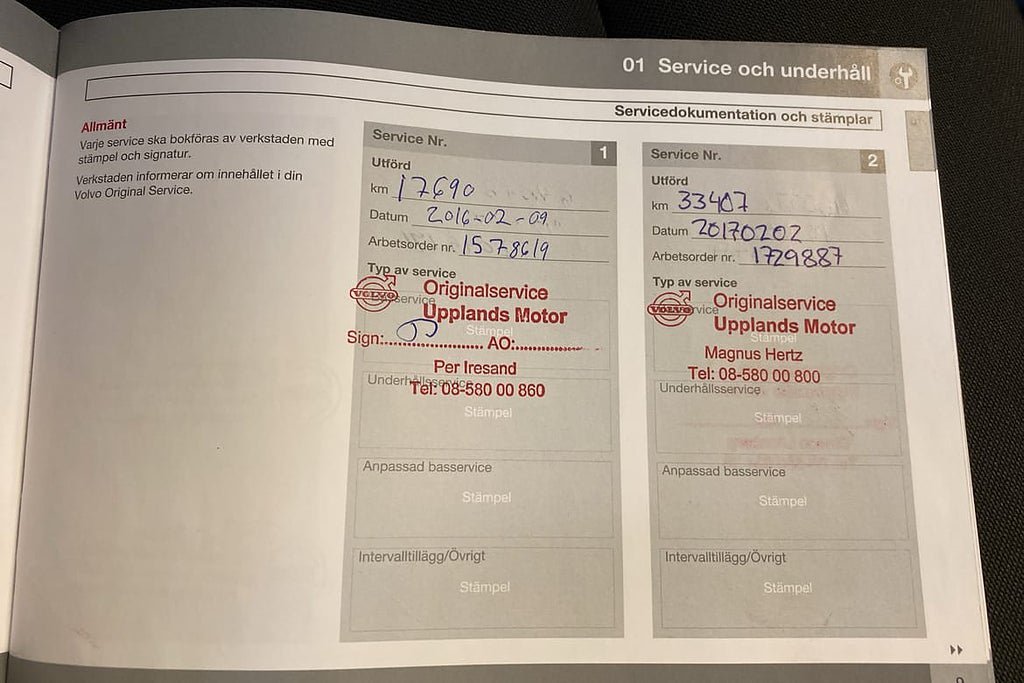 01 Service och underhåll
Servicedokumentation och stämplar
Allmänt
Varje service ska bokföras av verkstaden med
stämpel och signatur.
Verkstaden informerar om innehållet i din
Volvo Original Service.
Service Nr. 1
Utförd
km 17690
Datum 2016-02-09
Arbetsorder nr. 1578619
Typ av service
VOLVO
service
Originalservice
Upplands Motor
Stämpel
Sign:
AO:
Per Iresand
Underhållsservice
Tel: 08-580 00 860
Stämpel
Anpassad basservice
Stämpel
Intervalltillägg/Övrigt
Stämpel
Service Nr. 2
Utförd
km 33407
Datum 20170202
Arbetsorder nr. 1729887
Typ av service
VOLVO
Originalservice
Upplands Motor
Stämpel
Magnus Hertz
Tel: 08-580 00 800
Underhållsservice
Stämpel
Anpassad basservice
Stämpel
Intervalltillägg/Övrigt
Stämpel